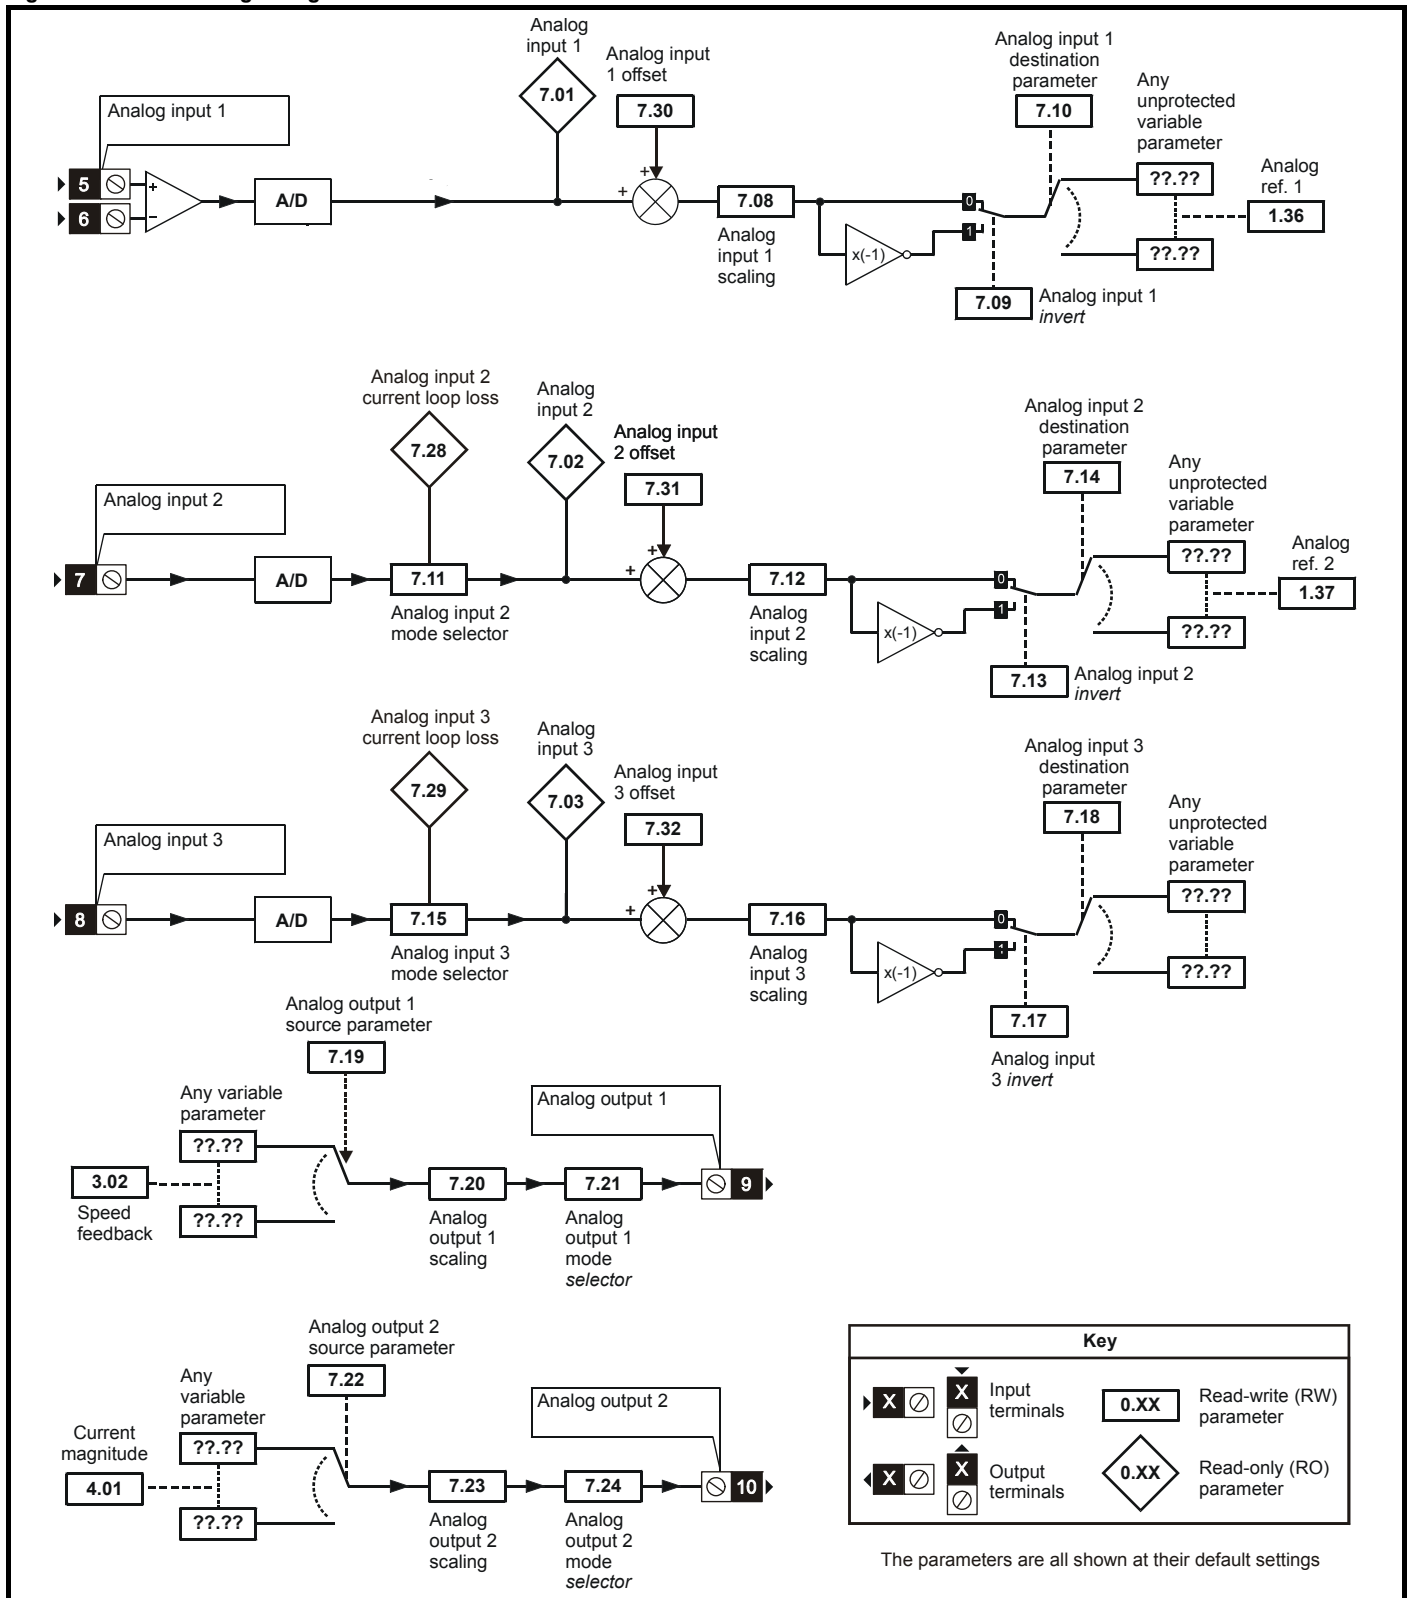 Analog
input 1
Analog input
1 offset
Analog input 1
destination
parameter
Any
unprotected
variable
parameter
Analog input 1
7.01
7.30
7.10
5
+
6
−
A/D
+
+
7.08
Analog
input 1
scaling
x(-1)
0
1
7.09
Analog input 1
invert
??.??
??.??
Analog
ref. 1
1.36
Analog input 2
current loop loss
Analog
input 2
Analog input
2 offset
Analog input 2
destination
parameter
Any
unprotected
variable
parameter
7.28
7.02
7.31
7.14
Analog input 2
7
A/D
7.11
Analog input 2
mode selector
+
+
7.12
Analog
input 2
scaling
x(-1)
0
1
7.13
Analog input 2
invert
??.??
??.??
Analog
ref. 2
1.37
Analog input 3
current loop loss
Analog
input 3
Analog input
3 offset
Analog input 3
destination
parameter
Any
unprotected
variable
parameter
7.29
7.03
7.32
7.18
Analog input 3
8
A/D
7.15
Analog input 3
mode selector
+
+
7.16
Analog
input 3
scaling
x(-1)
0
1
7.17
Analog input
3 invert
??.??
??.??
Analog output 1
source parameter
7.19
Any variable
parameter
??.??
??.??
3.02
Speed
feedback
7.20
Analog
output 1
scaling
7.21
Analog
output 1
mode
selector
Analog output 1
9
Analog output 2
source parameter
7.22
Any
variable
parameter
??.??
??.??
Current
magnitude
4.01
7.23
Analog
output 2
scaling
7.24
Analog
output 2
mode
selector
Analog output 2
10
Key
X
X
Input
terminals
0.XX
Read-write (RW)
parameter
X
X
Output
terminals
0.XX
Read-only (RO)
parameter
The parameters are all shown at their default settings